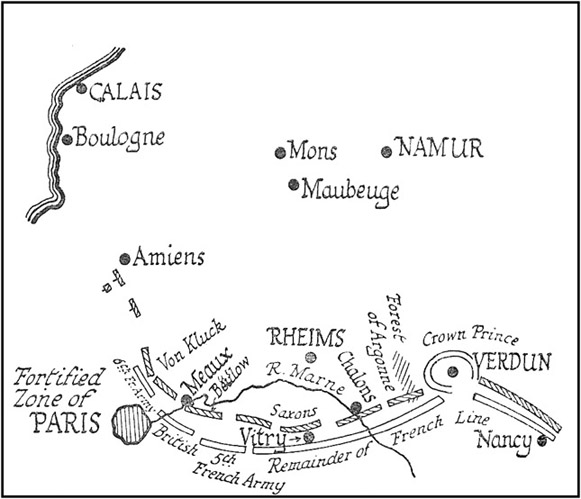 CALAIS
Boulogne
Mons
NAMUR
Maubeuge
Amiens
Von Kluck
6th Fr. Army
Meaux
RHEIMS
R. Marne
Chalons
Forest
of Argonne
Crown Prince
VERDUN
Fortified
Zone of
PARIS
British
5th
French Army
Vitry
Saxons
Remainder of French Line
Nancy